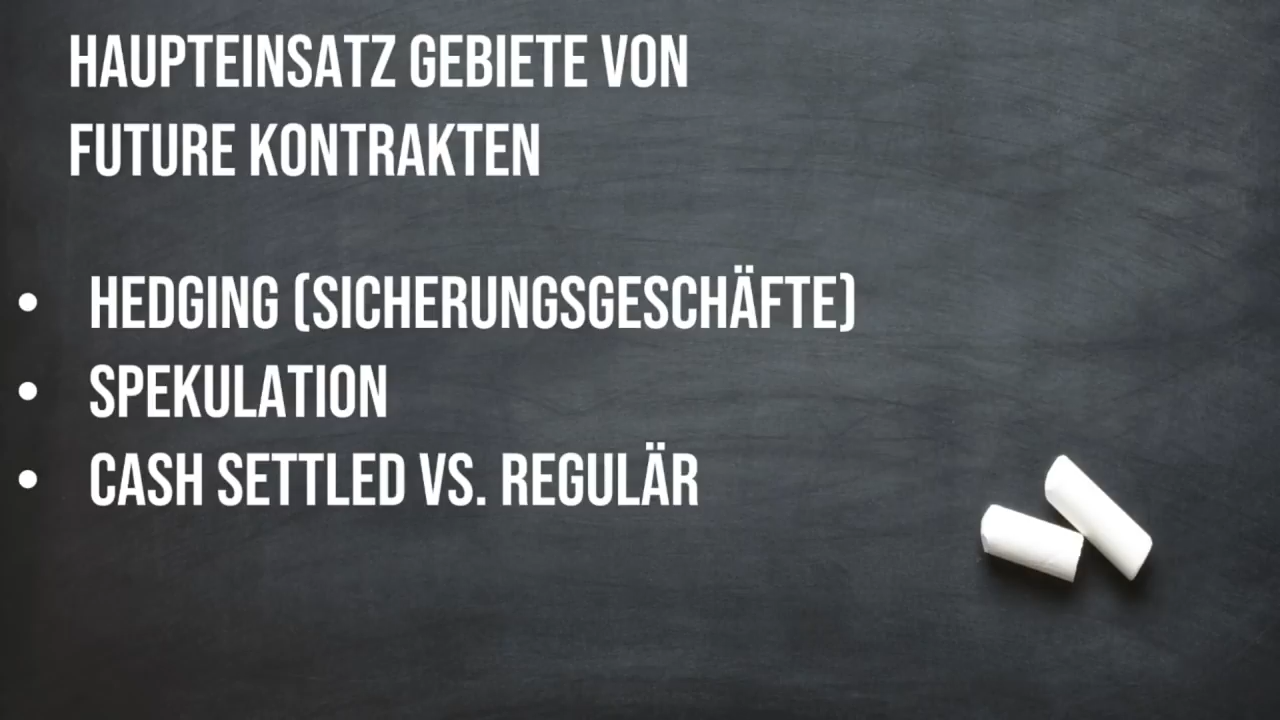 HAUPTEINSATZ GEBIETE VON
FUTURE KONTRAKTEN
• HEDGING (SICHERUNGSGESCHÄFTE)
• SPEKULATION
• CASH SETTLED VS. REGULÄR